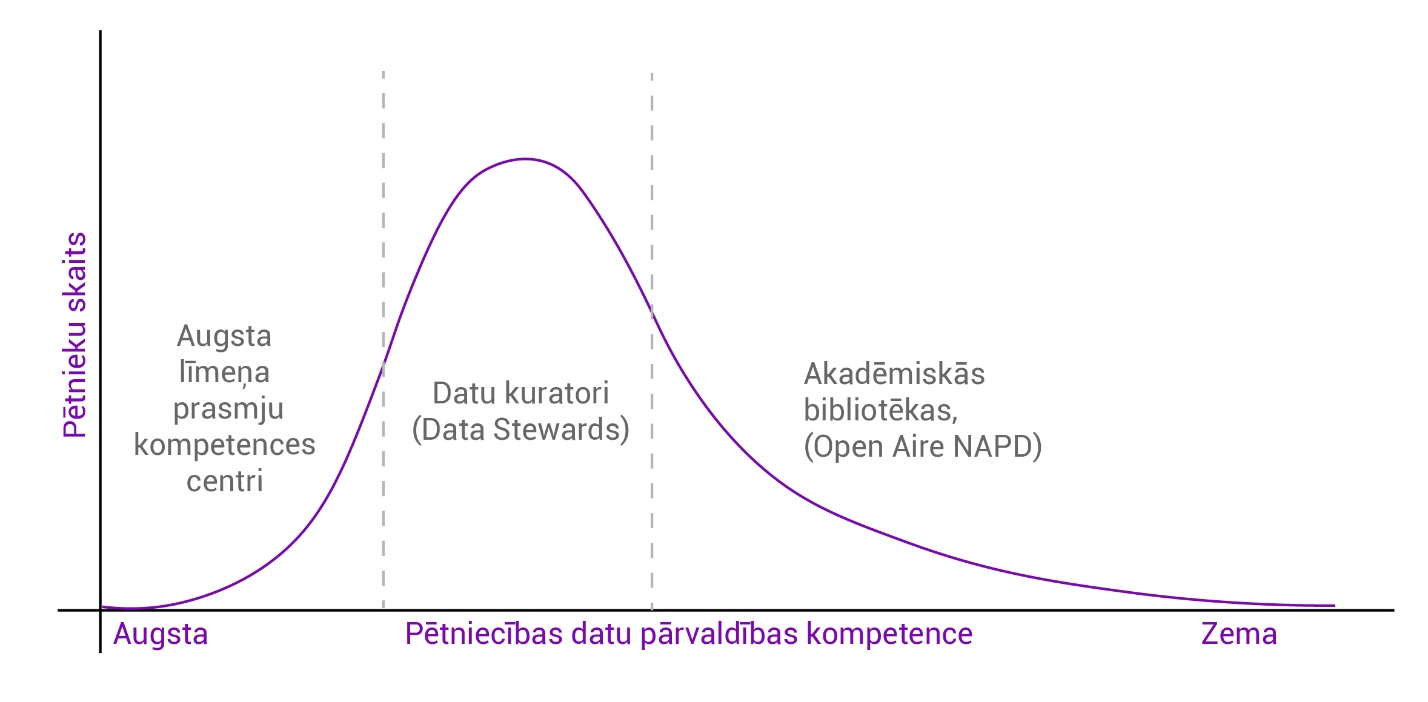 Pētnieku skaits
Augsta
līmeņa
prasmju
kompetences
centri
Datu kuratori
(Data Stewards)
Akadēmiskās
bibliotēkas,
(Open Aire NAPD)
Augsta
Pētniecības datu pārvaldības kompetence
Zema